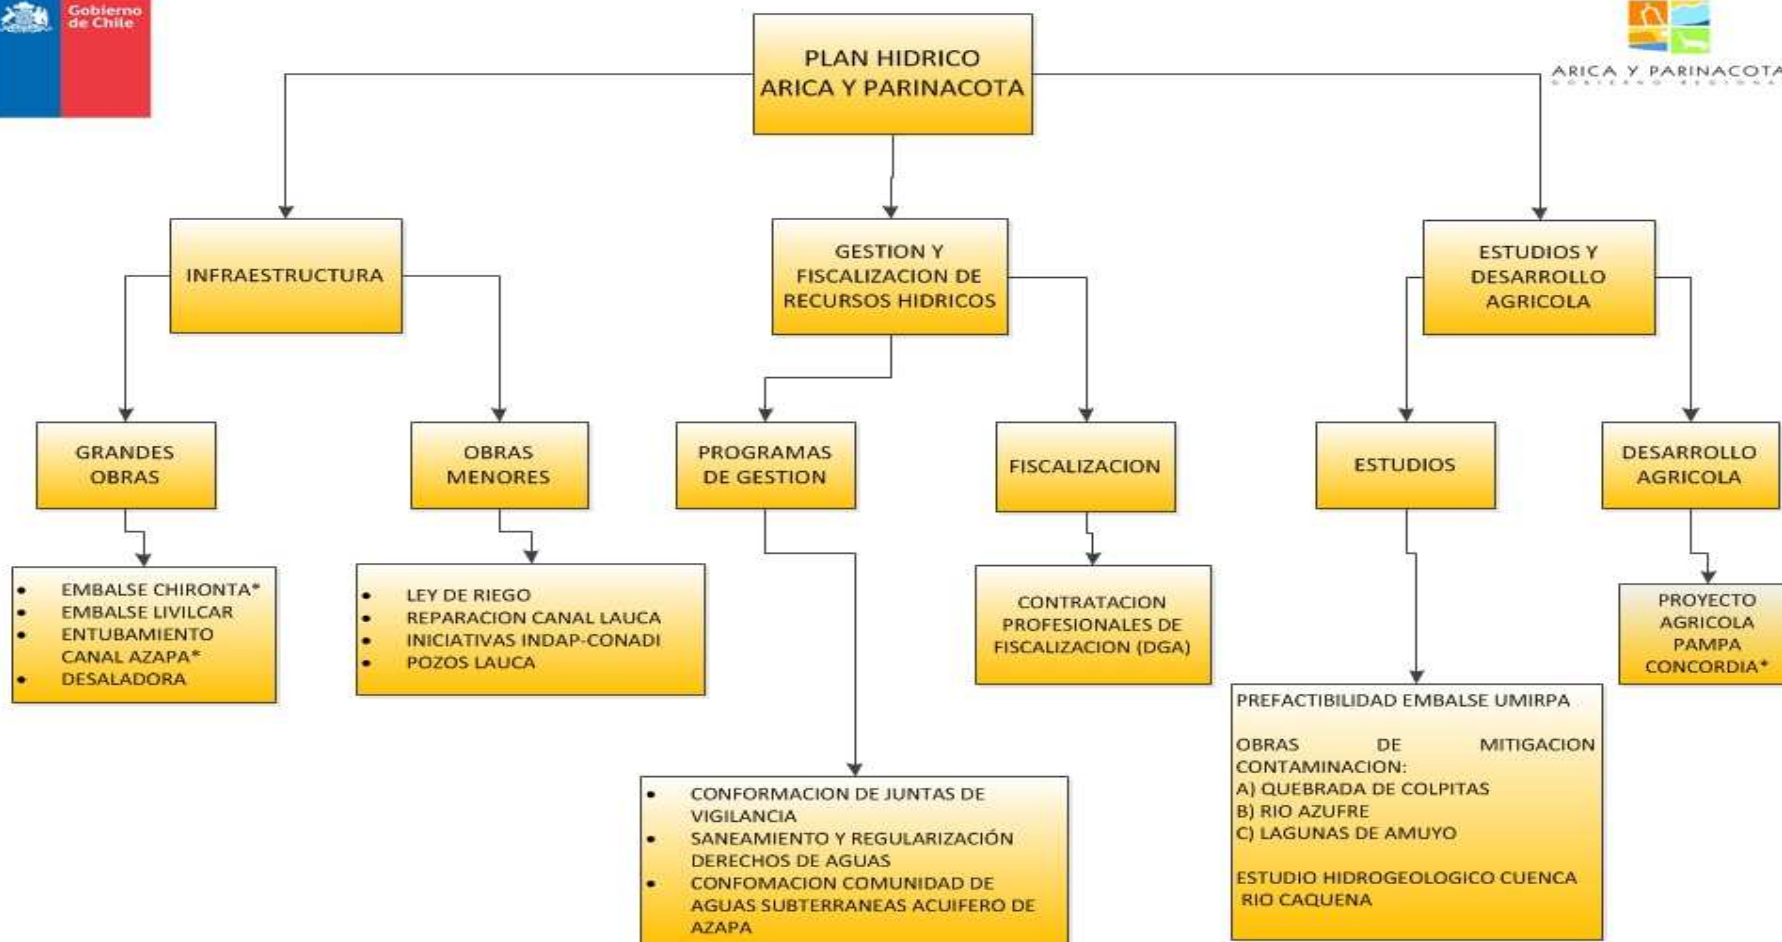 Gobierno
de Chile
PLAN HIDRICO
ARICA Y PARINACOTA
ARICA Y PARINACOTA
GOBIERNO REGIONAL
INFRAESTRUCTURA
GESTION Y
FISCALIZACION DE
RECURSOS HIDRICOS
ESTUDIOS Y
DESARROLLO
AGRICOLA
GRANDES
OBRAS
OBRAS
MENORES
PROGRAMAS
DE GESTION
FISCALIZACION
ESTUDIOS
DESARROLLO
AGRICOLA
• EMBALSE CHIRONTA*
• EMBALSE LIVILCAR
• ENTUBAMIENTO
CANAL AZAPA*
• DESALADORA
• LEY DE RIEGO
• REPARACION CANAL LAUCA
• INICIATIVAS INDAP-CONADI
• POZOS LAUCA
CONTRATACION
PROFESIONALES DE
FISCALIZACION (DGA)
PROYECTO
AGRICOLA
PAMPA
CONCORDIA*
PREFACTIBILIDAD EMBALSE UMIRPA
OBRAS DE MITIGACION
CONTAMINACION:
A) QUEBRADA DE COLPITAS
B) RIO AZUFRE
C) LAGUNAS DE AMUYO
ESTUDIO HIDROGEOLOGICO CUENCA
RIO CAQUENA
• CONFORMACION DE JUNTAS DE
VIGILANCIA
• SANEAMIENTO Y REGULARIZACIÓN
DERECHOS DE AGUAS
• CONFOMACION COMUNIDAD DE
AGUAS SUBTERRANEAS ACUIFERO DE
AZAPA